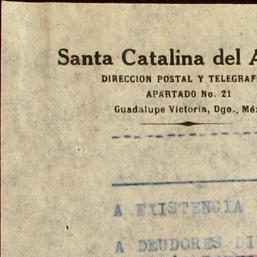 Santa Catalina del A
DIRECCION POSTAL Y TELEGRAF
APARTADO No. 21
Guadalupe Victoria, Dgo., Méx
A EXISTENCIA
A DEUDORES DI